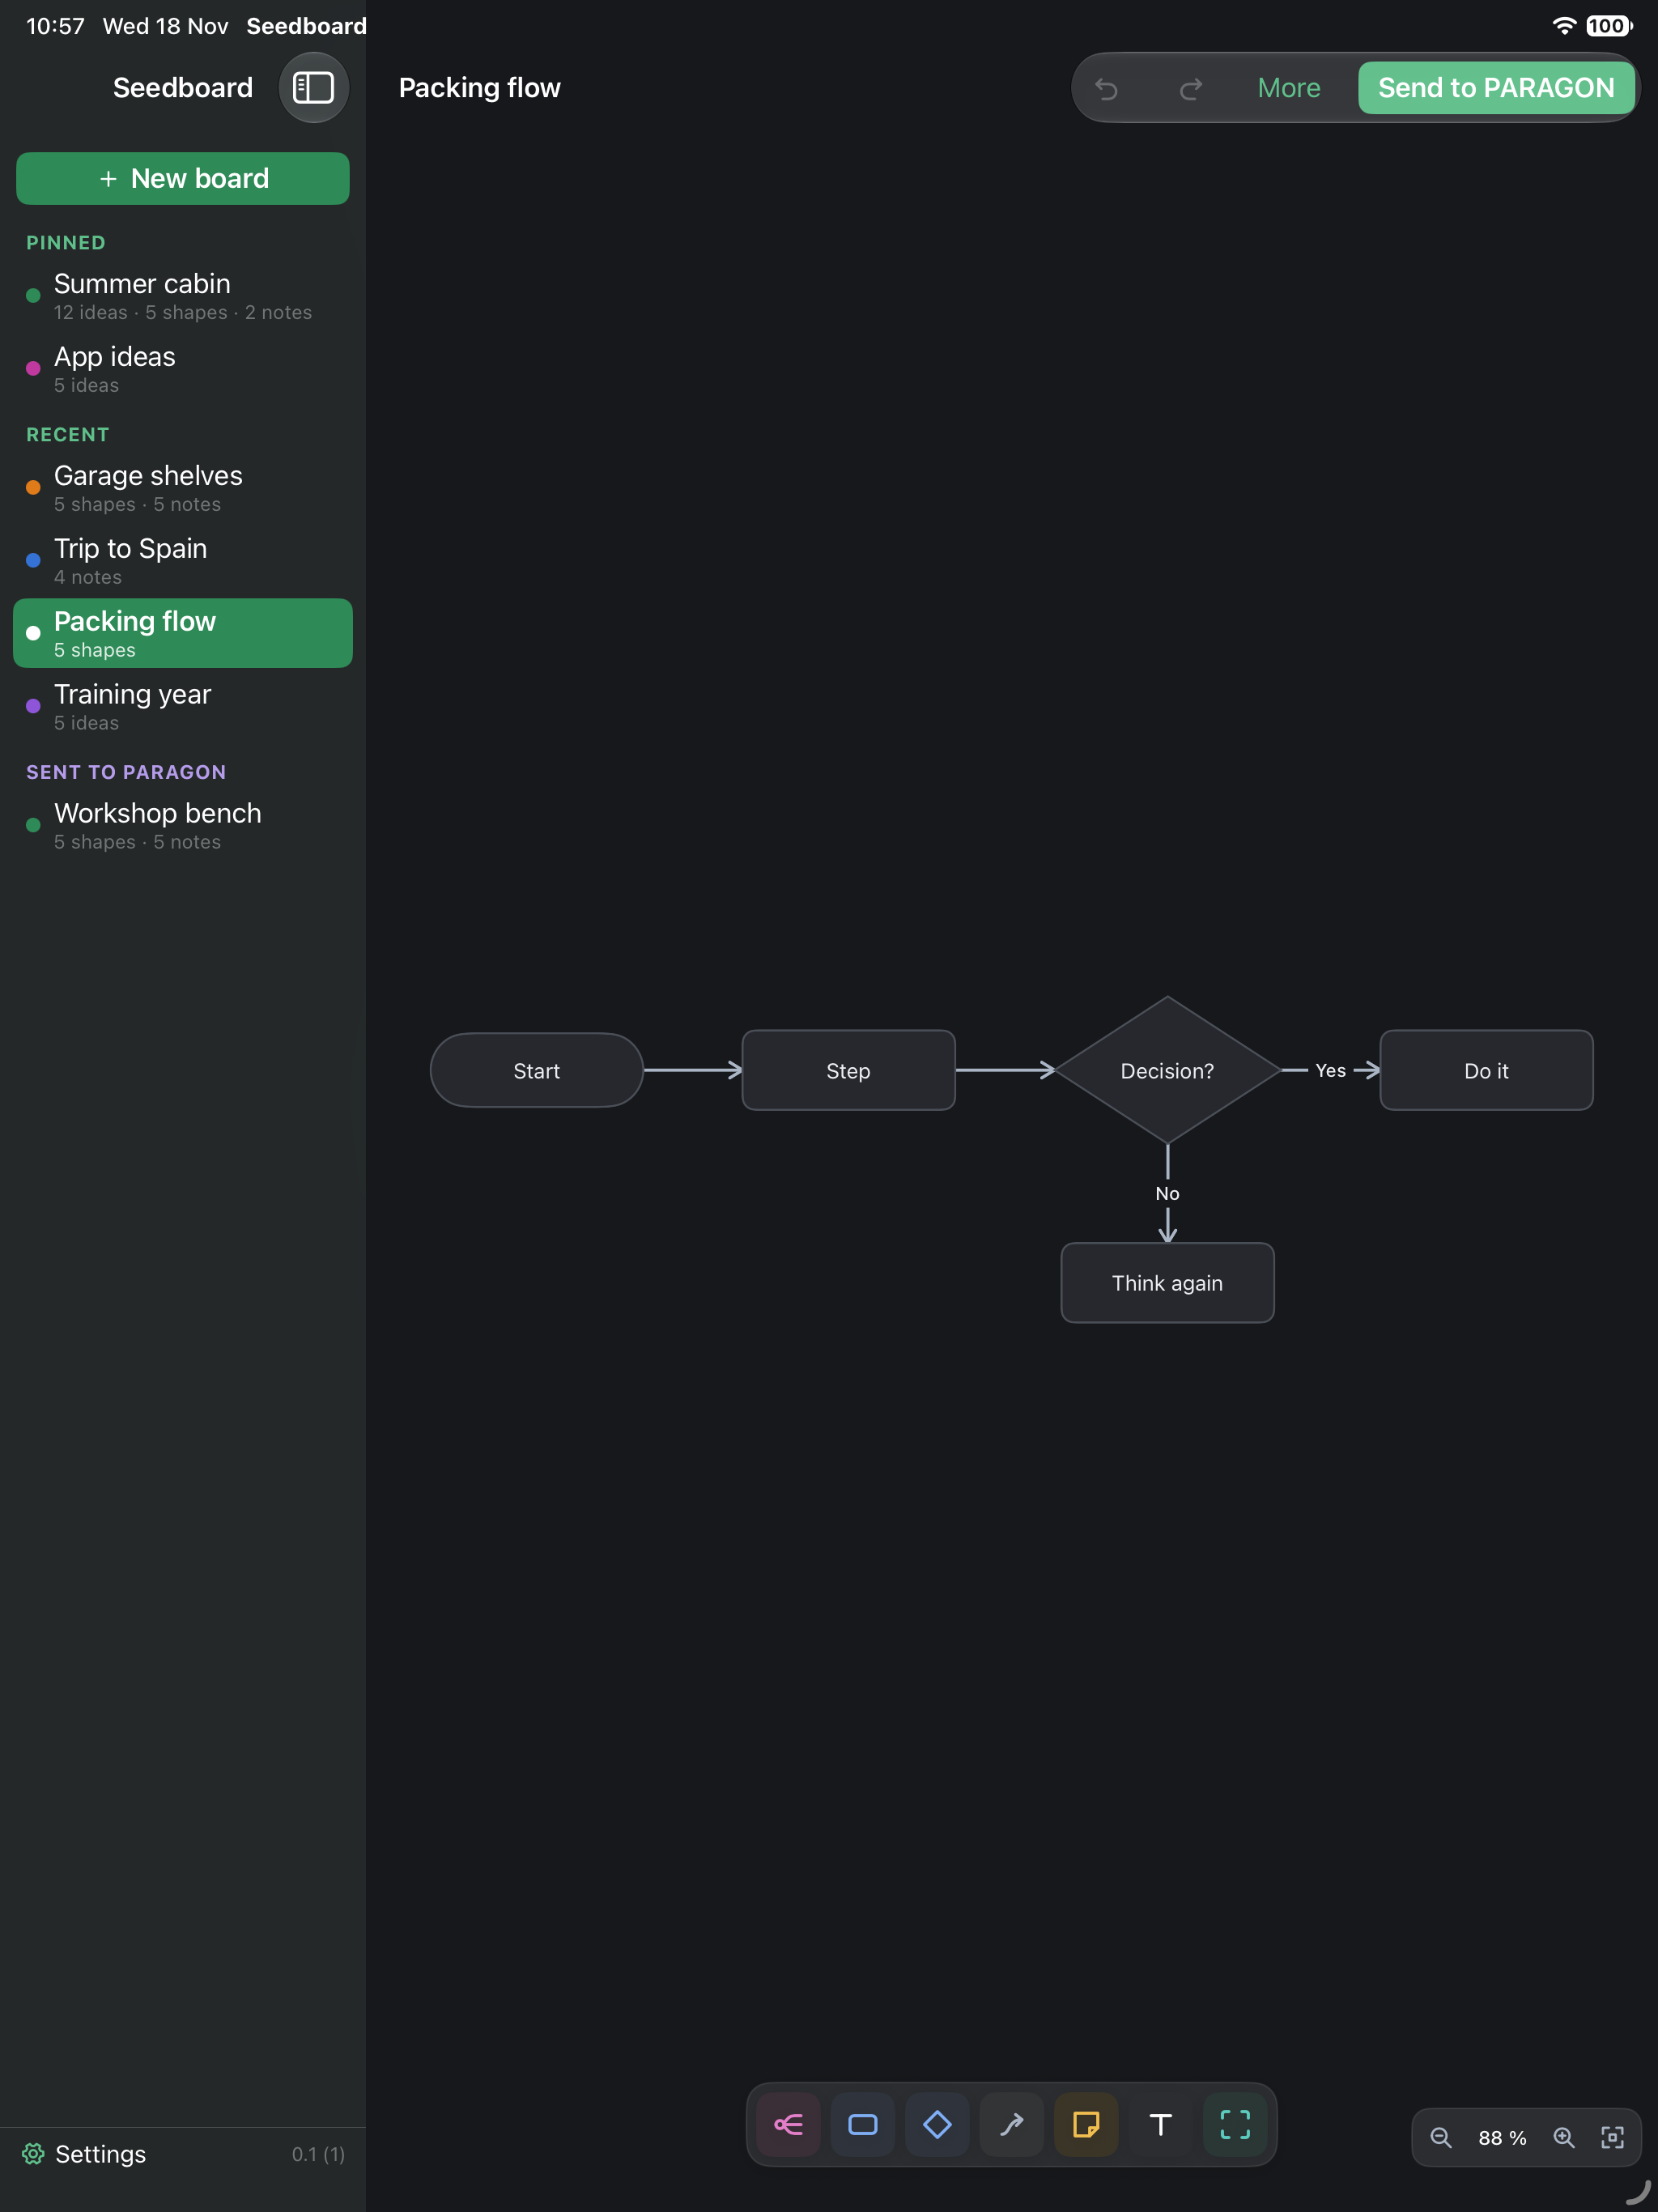 10:57 Wed 18 Nov Seedboard
100
Seedboard
Packing flow
More
Send to PARAGON
+ New board
PINNED
Summer cabin
12 ideas · 5 shapes · 2 notes
App ideas
5 ideas
RECENT
Garage shelves
5 shapes · 5 notes
Trip to Spain
4 notes
Packing flow
5 shapes
Training year
5 ideas
SENT TO PARAGON
Workshop bench
5 shapes · 5 notes
Start
Step
Decision?
Yes
Do it
No
Think again
T
88 %
Settings
0.1 (1)